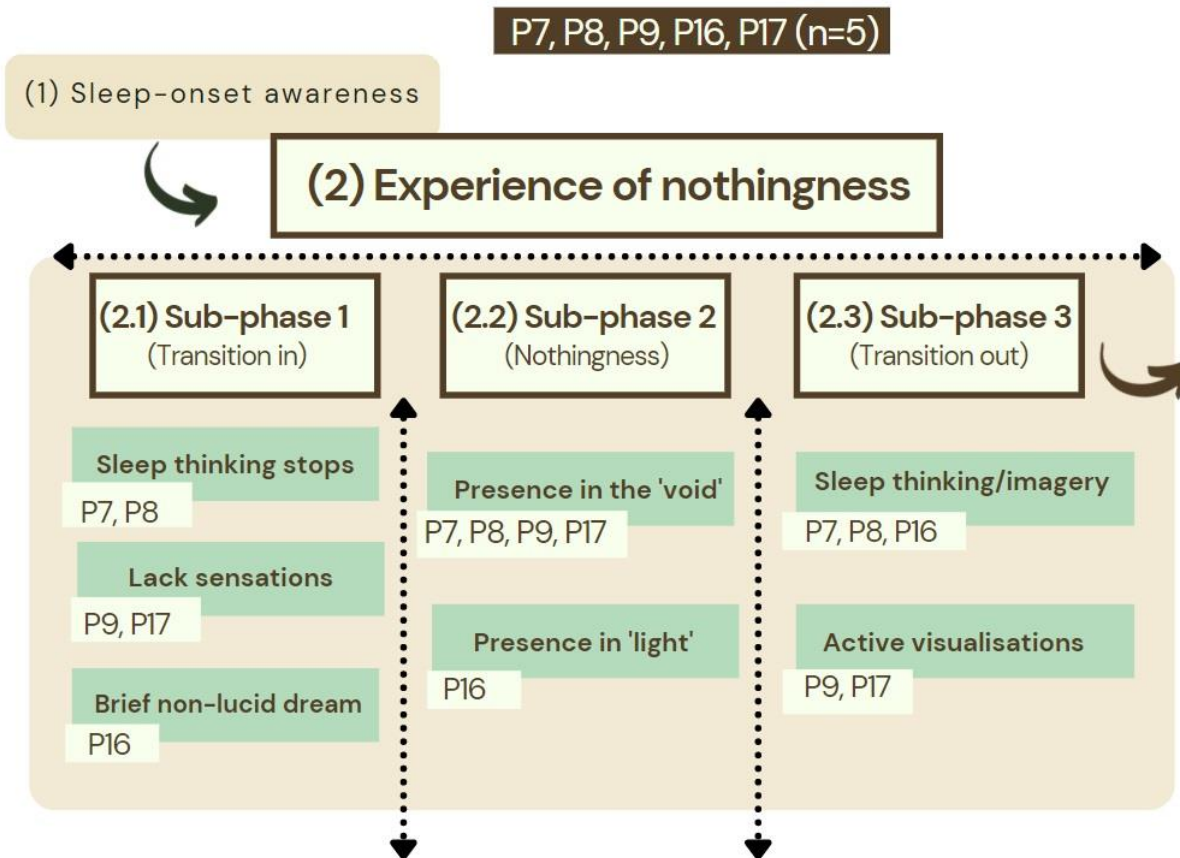 P7, P8, P9, P16, P17 (n=5)
(1) Sleep-onset awareness
(2) Experience of nothingness
(2.1) Sub-phase 1
(Transition in)
Sleep thinking stops
P7, P8
Lack sensations
P9, P17
Brief non-lucid dream
P16
(2.2) Sub-phase 2
(Nothingness)
Presence in the 'void'
P7, P8, P9, P17
Presence in 'light'
P16
(2.3) Sub-phase 3
(Transition out)
Sleep thinking/imagery
P7, P8, P16
Active visualisations
P9, P17